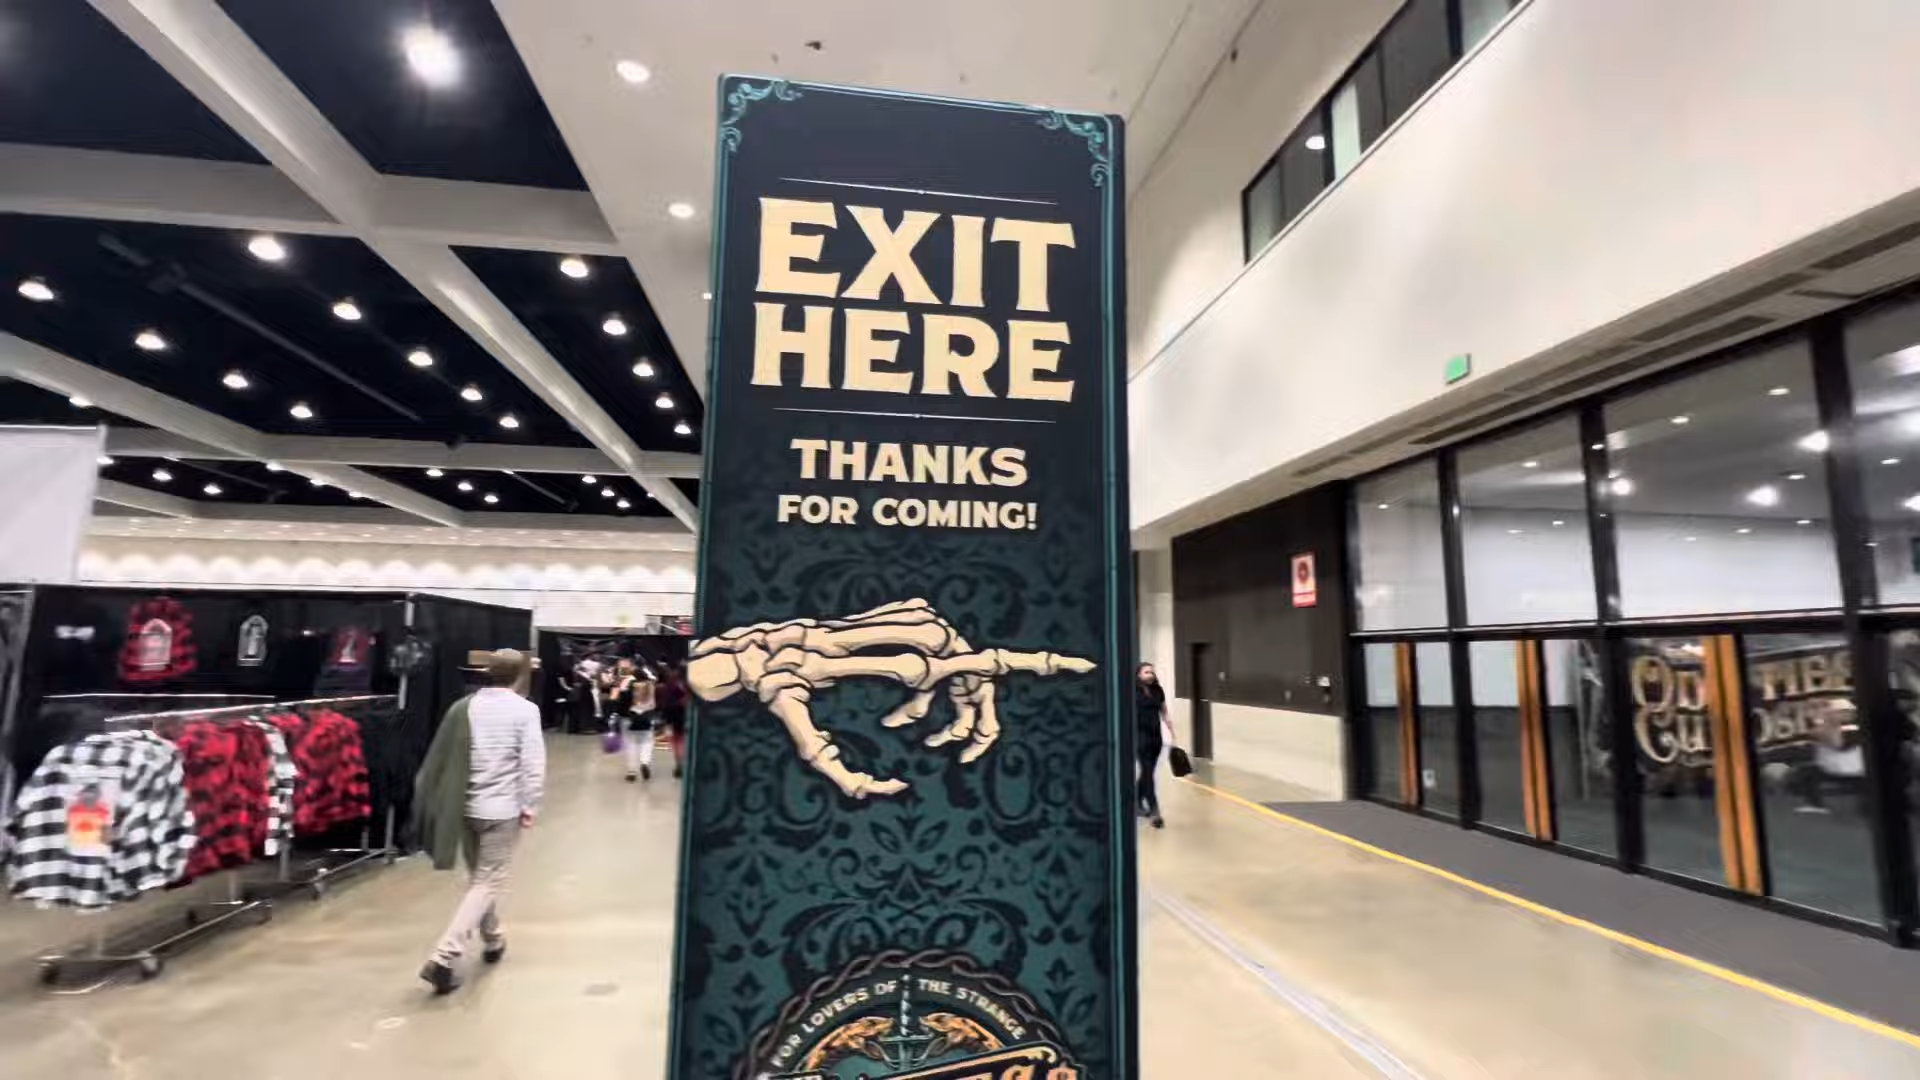 EXIT
HERE
THANKS
FOR COMING!
FOR LOVERS OF THE STRANGE